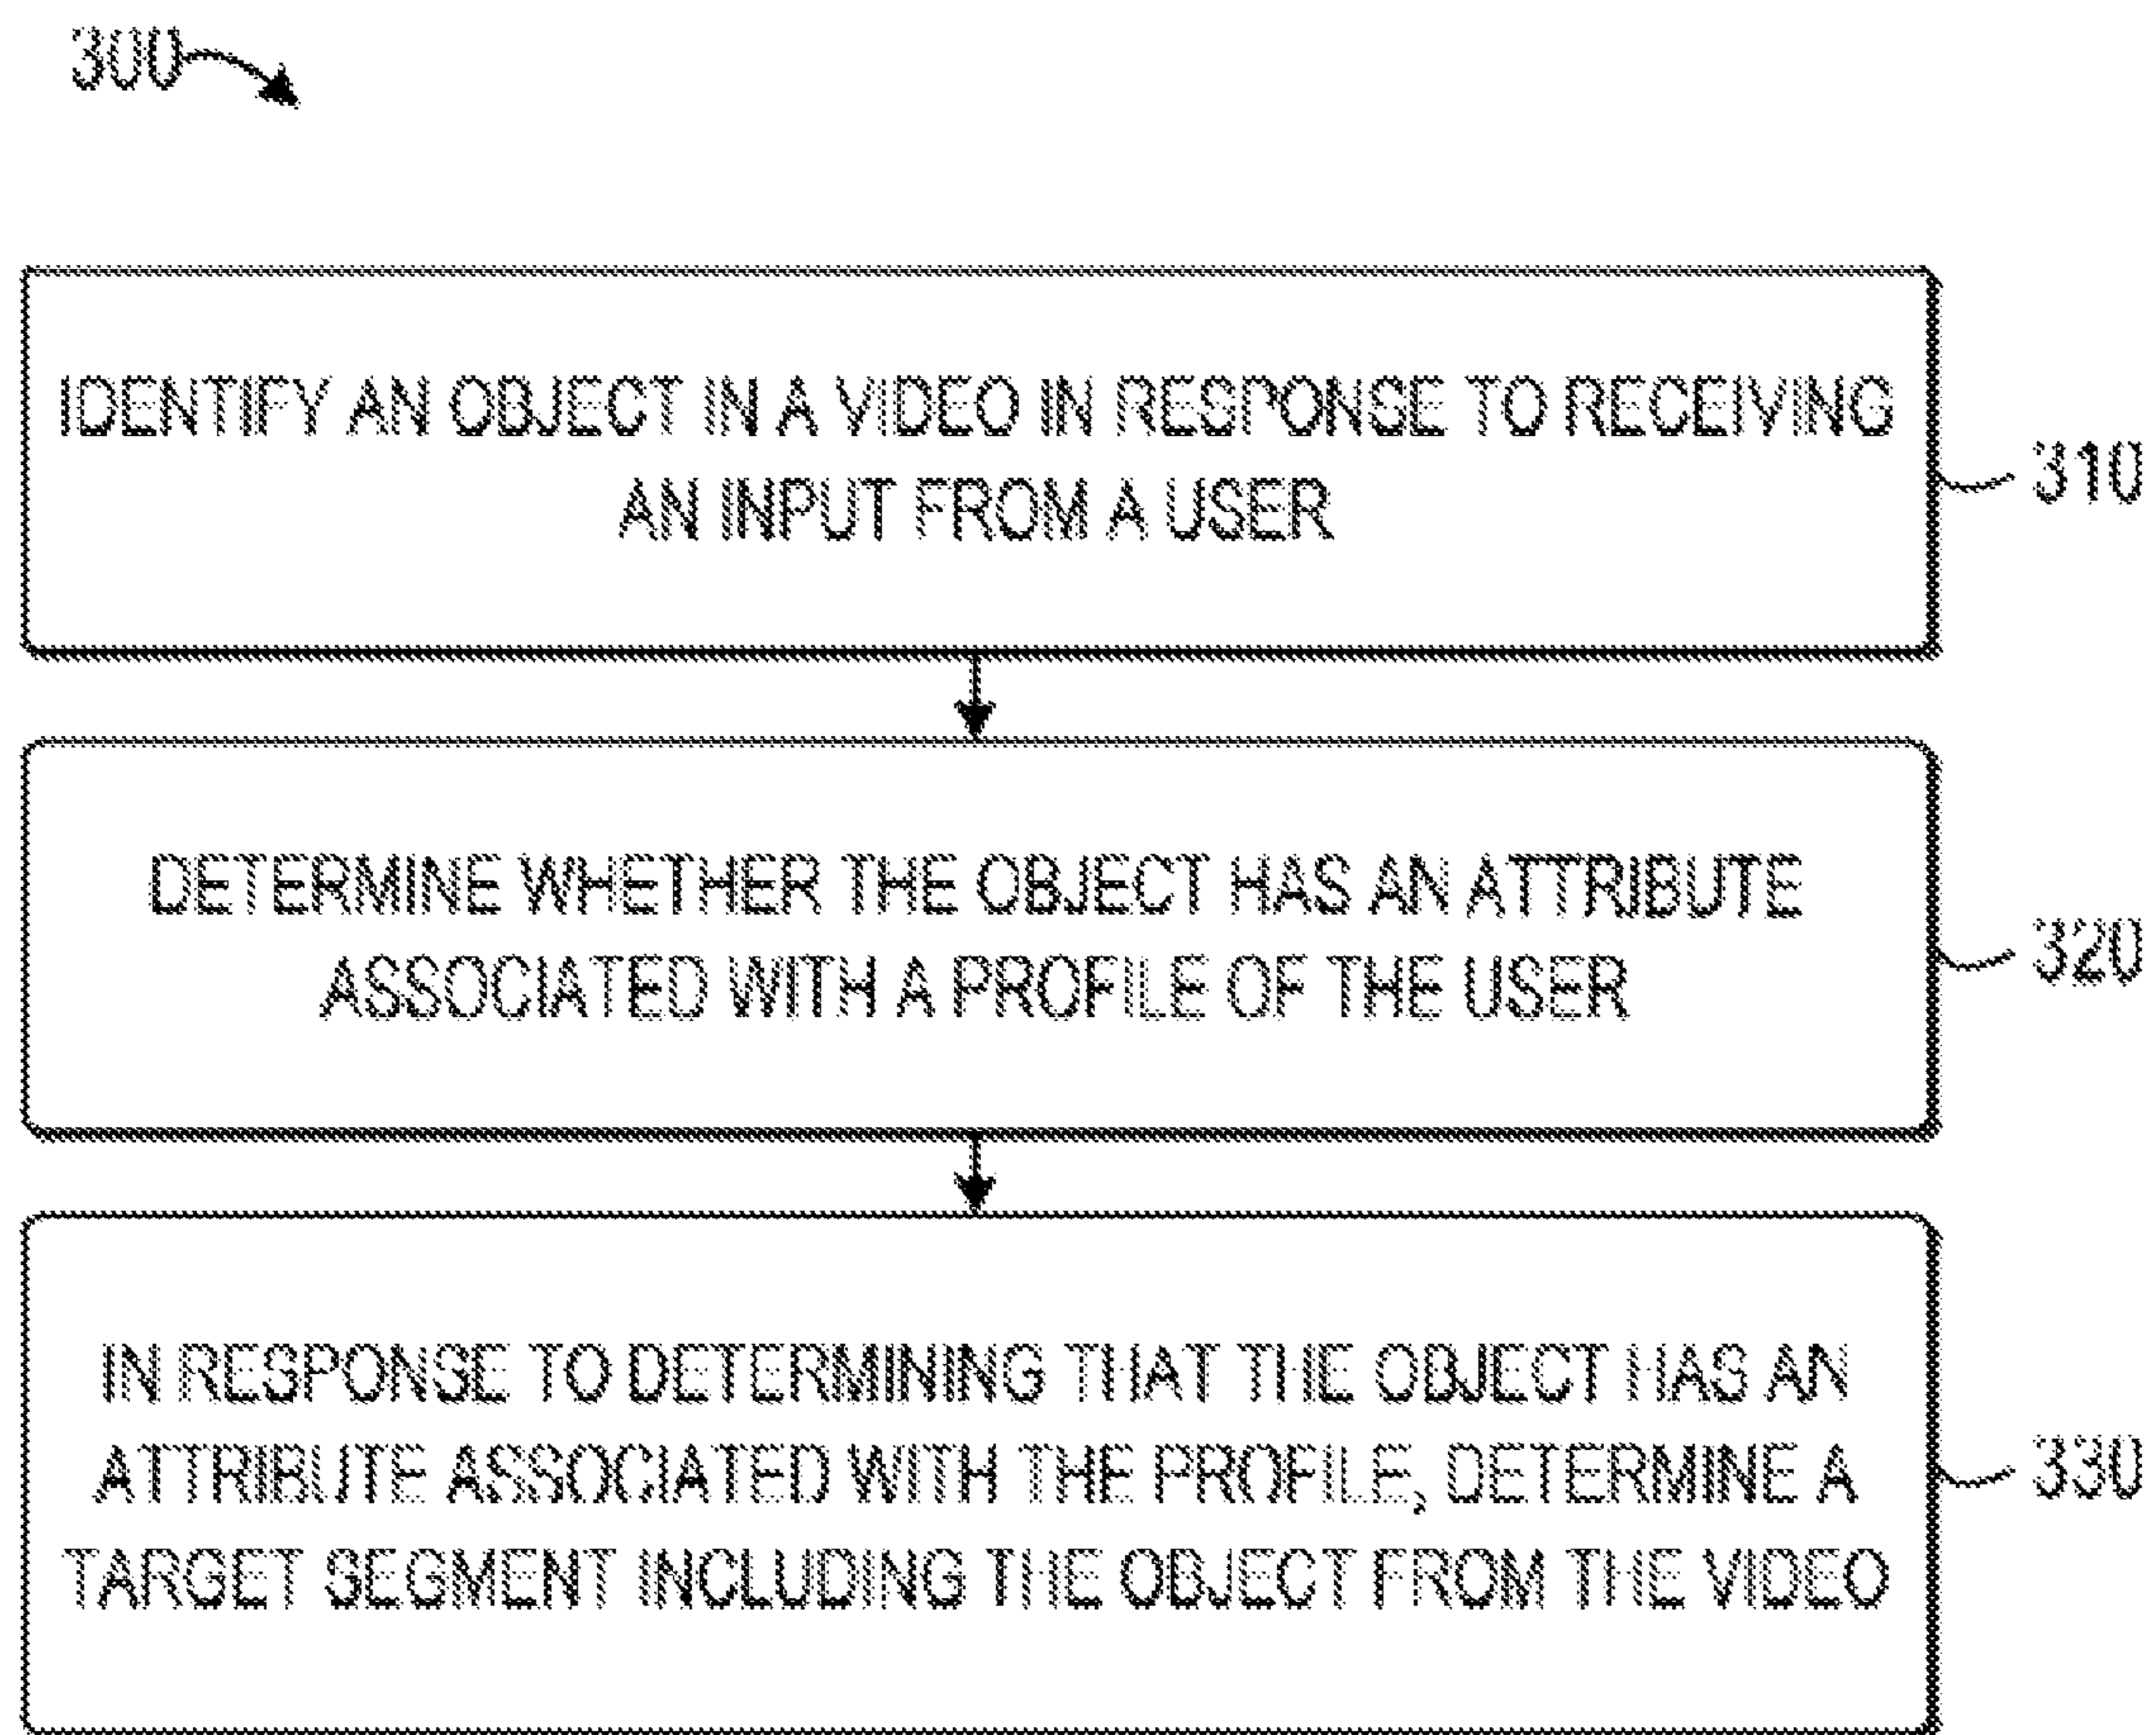 300
IDENTIFY AN OBJECT IN A VIDEO IN RESPONSE TO RECEIVING
AN INPUT FROM A USER
310
DETERMINE WHETHER THE OBJECT HAS AN ATTRIBUTE
ASSOCIATED WITH A PROFILE OF THE USER
320
IN RESPONSE TO DETERMINING THAT THE OBJECT HAS AN
ATTRIBUTE ASSOCIATED WITH THE PROFILE, DETERMINE A
TARGET SEGMENT INCLUDING THE OBJECT FROM THE VIDEO
330